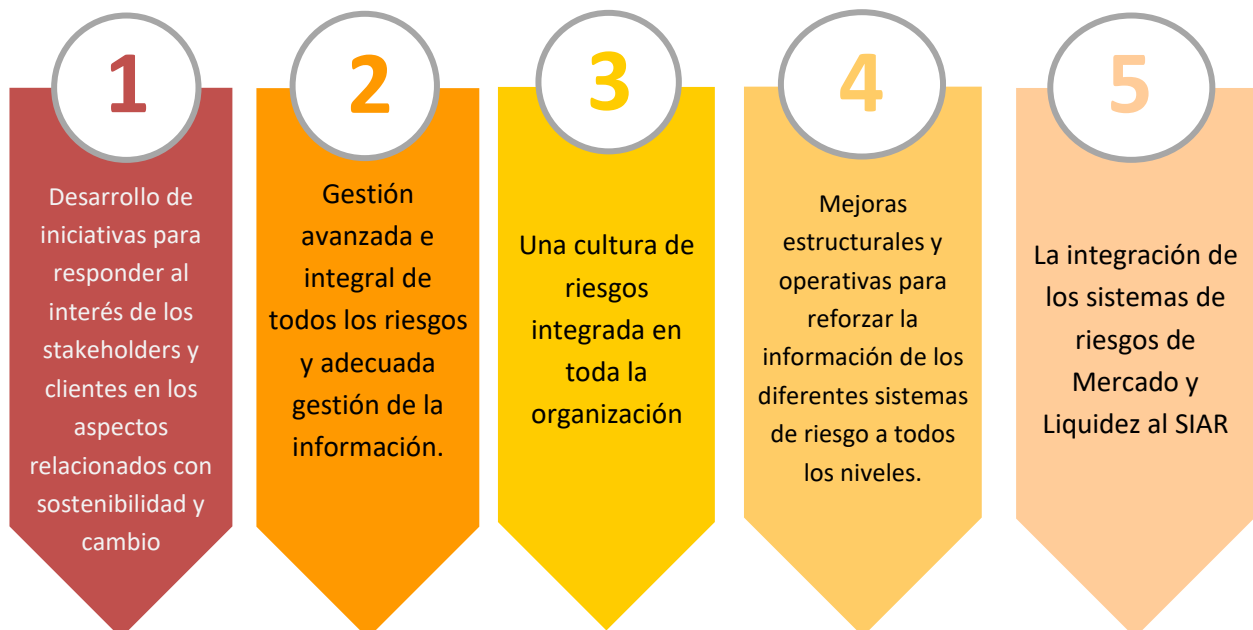 1
Desarrollo de
iniciativas para
responder al
interés de los
stakeholders y
clientes en los
aspectos
relacionados con
sostenibilidad y
cambio
2
Gestión
avanzada e
integral de
todos los riesgos
y adecuada
gestión de la
información.
3
Una cultura de
riesgos
integrada en
toda la
organización
4
Mejoras
estructurales y
operativas para
reforzar la
información de los
diferentes sistemas
de riesgo a todos
los niveles.
5
La integración de
los sistemas de
riesgos de
Mercado y
Liquidez al SIAR